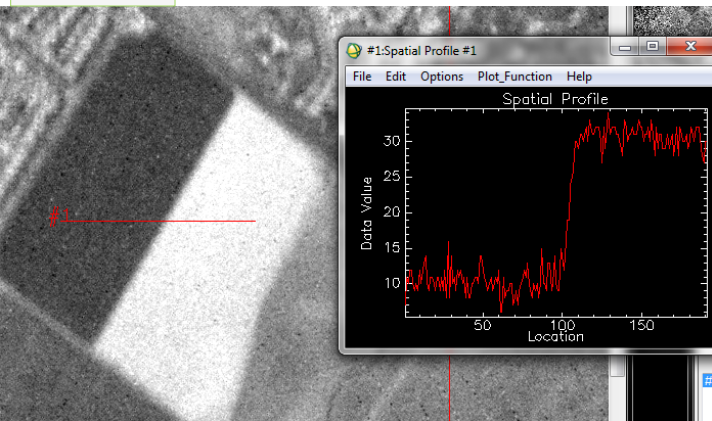 #1:Spatial Profile #1
File Edit Options Plot_Function Help
Spatial Profile
Data Value
30
25
20
15
10
50 100 150
Location
#1
#